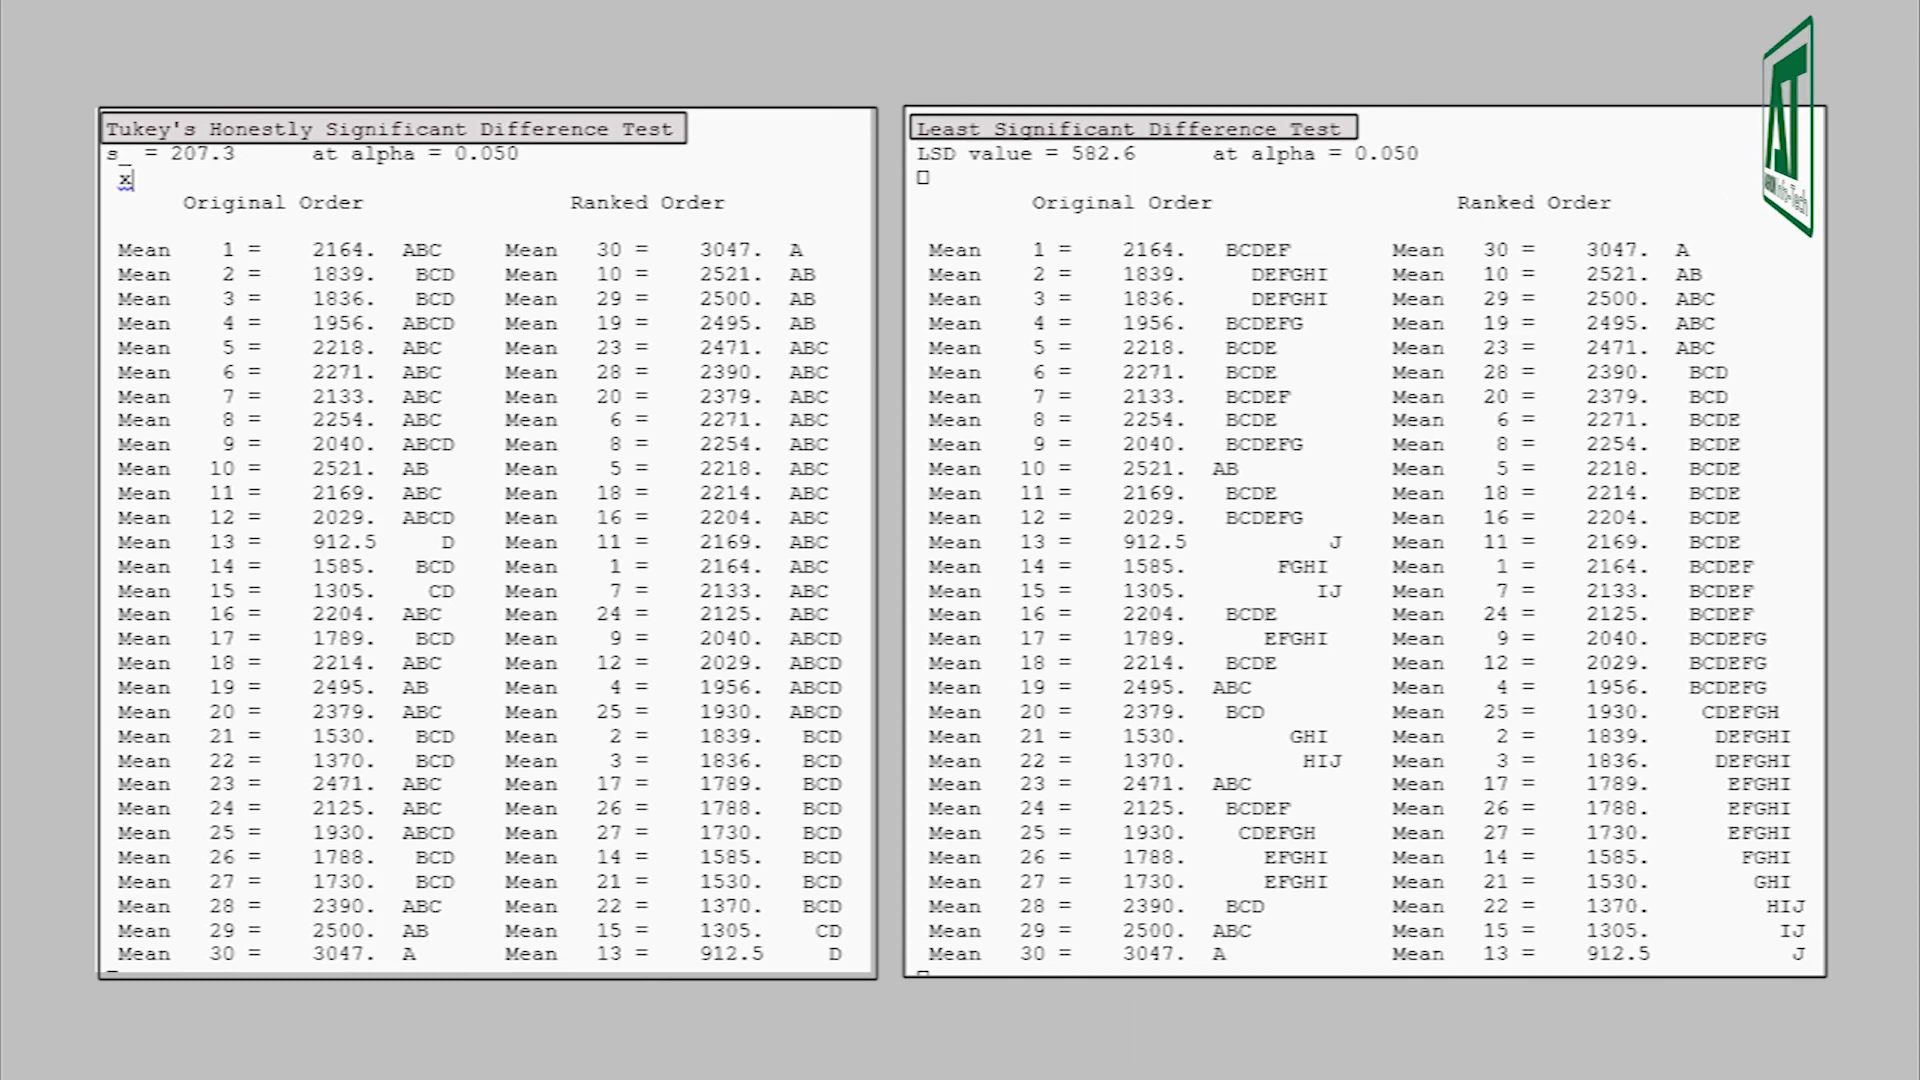 Tukey's Honestly Significant Difference Test
s_ = 207.3 at alpha = 0.050
x
Original Order Ranked Order
Mean 1 = 2164. ABC Mean 30 = 3047. A
Mean 2 = 1839. BCD Mean 10 = 2521. AB
Mean 3 = 1836. BCD Mean 29 = 2500. AB
Mean 4 = 1956. ABCD Mean 19 = 2495. AB
Mean 5 = 2218. ABC Mean 23 = 2471. ABC
Mean 6 = 2271. ABC Mean 28 = 2390. ABC
Mean 7 = 2133. ABC Mean 20 = 2379. ABC
Mean 8 = 2254. ABC Mean 6 = 2271. ABC
Mean 9 = 2040. ABCD Mean 8 = 2254. ABC
Mean 10 = 2521. AB Mean 5 = 2218. ABC
Mean 11 = 2169. ABC Mean 18 = 2214. ABC
Mean 12 = 2029. ABCD Mean 16 = 2204. ABC
Mean 13 = 912.5 D Mean 11 = 2169. ABC
Mean 14 = 1585. BCD Mean 1 = 2164. ABC
Mean 15 = 1305. CD Mean 7 = 2133. ABC
Mean 16 = 2204. ABC Mean 24 = 2125. ABC
Mean 17 = 1789. BCD Mean 9 = 2040. ABCD
Mean 18 = 2214. ABC Mean 12 = 2029. ABCD
Mean 19 = 2495. AB Mean 4 = 1956. ABCD
Mean 20 = 2379. ABC Mean 25 = 1930. ABCD
Mean 21 = 1530. BCD Mean 2 = 1839. BCD
Mean 22 = 1370. BCD Mean 3 = 1836. BCD
Mean 23 = 2471. ABC Mean 17 = 1789. BCD
Mean 24 = 2125. ABC Mean 26 = 1788. BCD
Mean 25 = 1930. ABCD Mean 27 = 1730. BCD
Mean 26 = 1788. BCD Mean 14 = 1585. BCD
Mean 27 = 1730. BCD Mean 21 = 1530. BCD
Mean 28 = 2390. ABC Mean 22 = 1370. BCD
Mean 29 = 2500. AB Mean 15 = 1305. CD
Mean 30 = 3047. A Mean 13 = 912.5 D
Least Significant Difference Test
LSD value = 582.6 at alpha = 0.050
Original Order Ranked Order
Mean 1 = 2164. BCDEF Mean 30 = 3047. A
Mean 2 = 1839. DEFGHI Mean 10 = 2521. AB
Mean 3 = 1836. DEFGHI Mean 29 = 2500. ABC
Mean 4 = 1956. BCDEFG Mean 19 = 2495. ABC
Mean 5 = 2218. BCDE Mean 23 = 2471. ABC
Mean 6 = 2271. BCDE Mean 28 = 2390. BCD
Mean 7 = 2133. BCDEF Mean 20 = 2379. BCD
Mean 8 = 2254. BCDE Mean 6 = 2271. BCDE
Mean 9 = 2040. BCDEFG Mean 8 = 2254. BCDE
Mean 10 = 2521. AB Mean 5 = 2218. BCDE
Mean 11 = 2169. BCDE Mean 18 = 2214. BCDE
Mean 12 = 2029. BCDEFG Mean 16 = 2204. BCDE
Mean 13 = 912.5 J Mean 11 = 2169. BCDE
Mean 14 = 1585. FGHI Mean 1 = 2164. BCDEF
Mean 15 = 1305. IJ Mean 7 = 2133. BCDEF
Mean 16 = 2204. BCDE Mean 24 = 2125. BCDEF
Mean 17 = 1789. EFGHI Mean 9 = 2040. BCDEFG
Mean 18 = 2214. BCDE Mean 12 = 2029. BCDEFG
Mean 19 = 2495. ABC Mean 4 = 1956. BCDEFG
Mean 20 = 2379. BCD Mean 25 = 1930. CDEFGH
Mean 21 = 1530. GHI Mean 2 = 1839. DEFGHI
Mean 22 = 1370. HIJ Mean 3 = 1836. DEFGHI
Mean 23 = 2471. ABC Mean 17 = 1789. EFGHI
Mean 24 = 2125. BCDEF Mean 26 = 1788. EFGHI
Mean 25 = 1930. CDEFGH Mean 27 = 1730. EFGHI
Mean 26 = 1788. EFGHI Mean 14 = 1585. FGHI
Mean 27 = 1730. EFGHI Mean 21 = 1530. GHI
Mean 28 = 2390. BCD Mean 22 = 1370. HIJ
Mean 29 = 2500. ABC Mean 15 = 1305. IJ
Mean 30 = 3047. A Mean 13 = 912.5 J
AT
Info-Tech